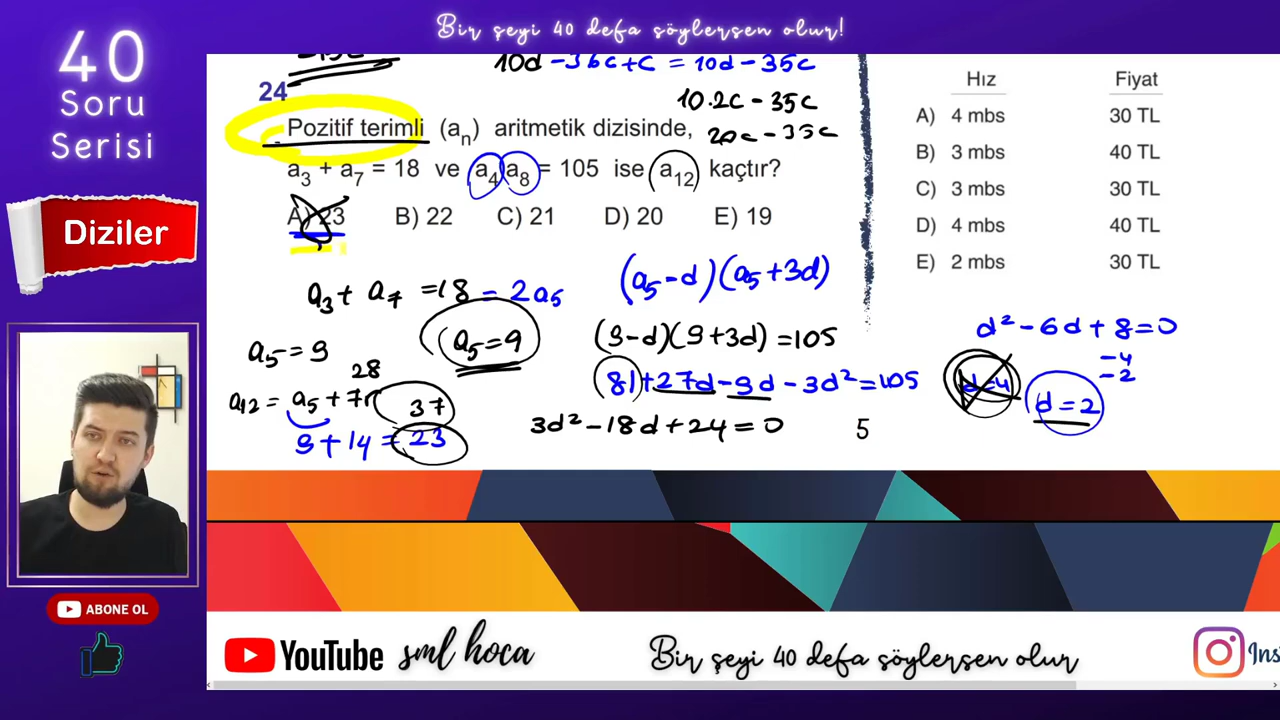 Bir şeyi 40 defa söylersen olur!
40
Soru
Serisi
Diziler
ABONE OL
10d - 36c + c = 10d - 35c
10.2c - 35c
20c - 35c
24
Pozitif terimli (an) aritmetik dizisinde,
a3 + a7 = 18 ve a4 a8 = 105 ise a12 kaçtır?
A) 23 B) 22 C) 21 D) 20 E) 19
a3 + a7 = 18 = 2a5
a5 = 9
a5 = 9
28
a12 = a5 + 7r
37
9 + 14 = 23
(a5 - d)(a5 + 3d)
(9-d)(9+3d) = 105
81 + 27d - 9d - 3d² = 105
3d² - 18d + 24 = 0
5
d² - 6d + 8 = 0
-4
-2
d=4
d = 2
Hız Fiyat
A) 4 mbs 30 TL
B) 3 mbs 40 TL
C) 3 mbs 30 TL
D) 4 mbs 40 TL
E) 2 mbs 30 TL
YouTube sml hoca
Bir şeyi 40 defa söylersen olur
Ins